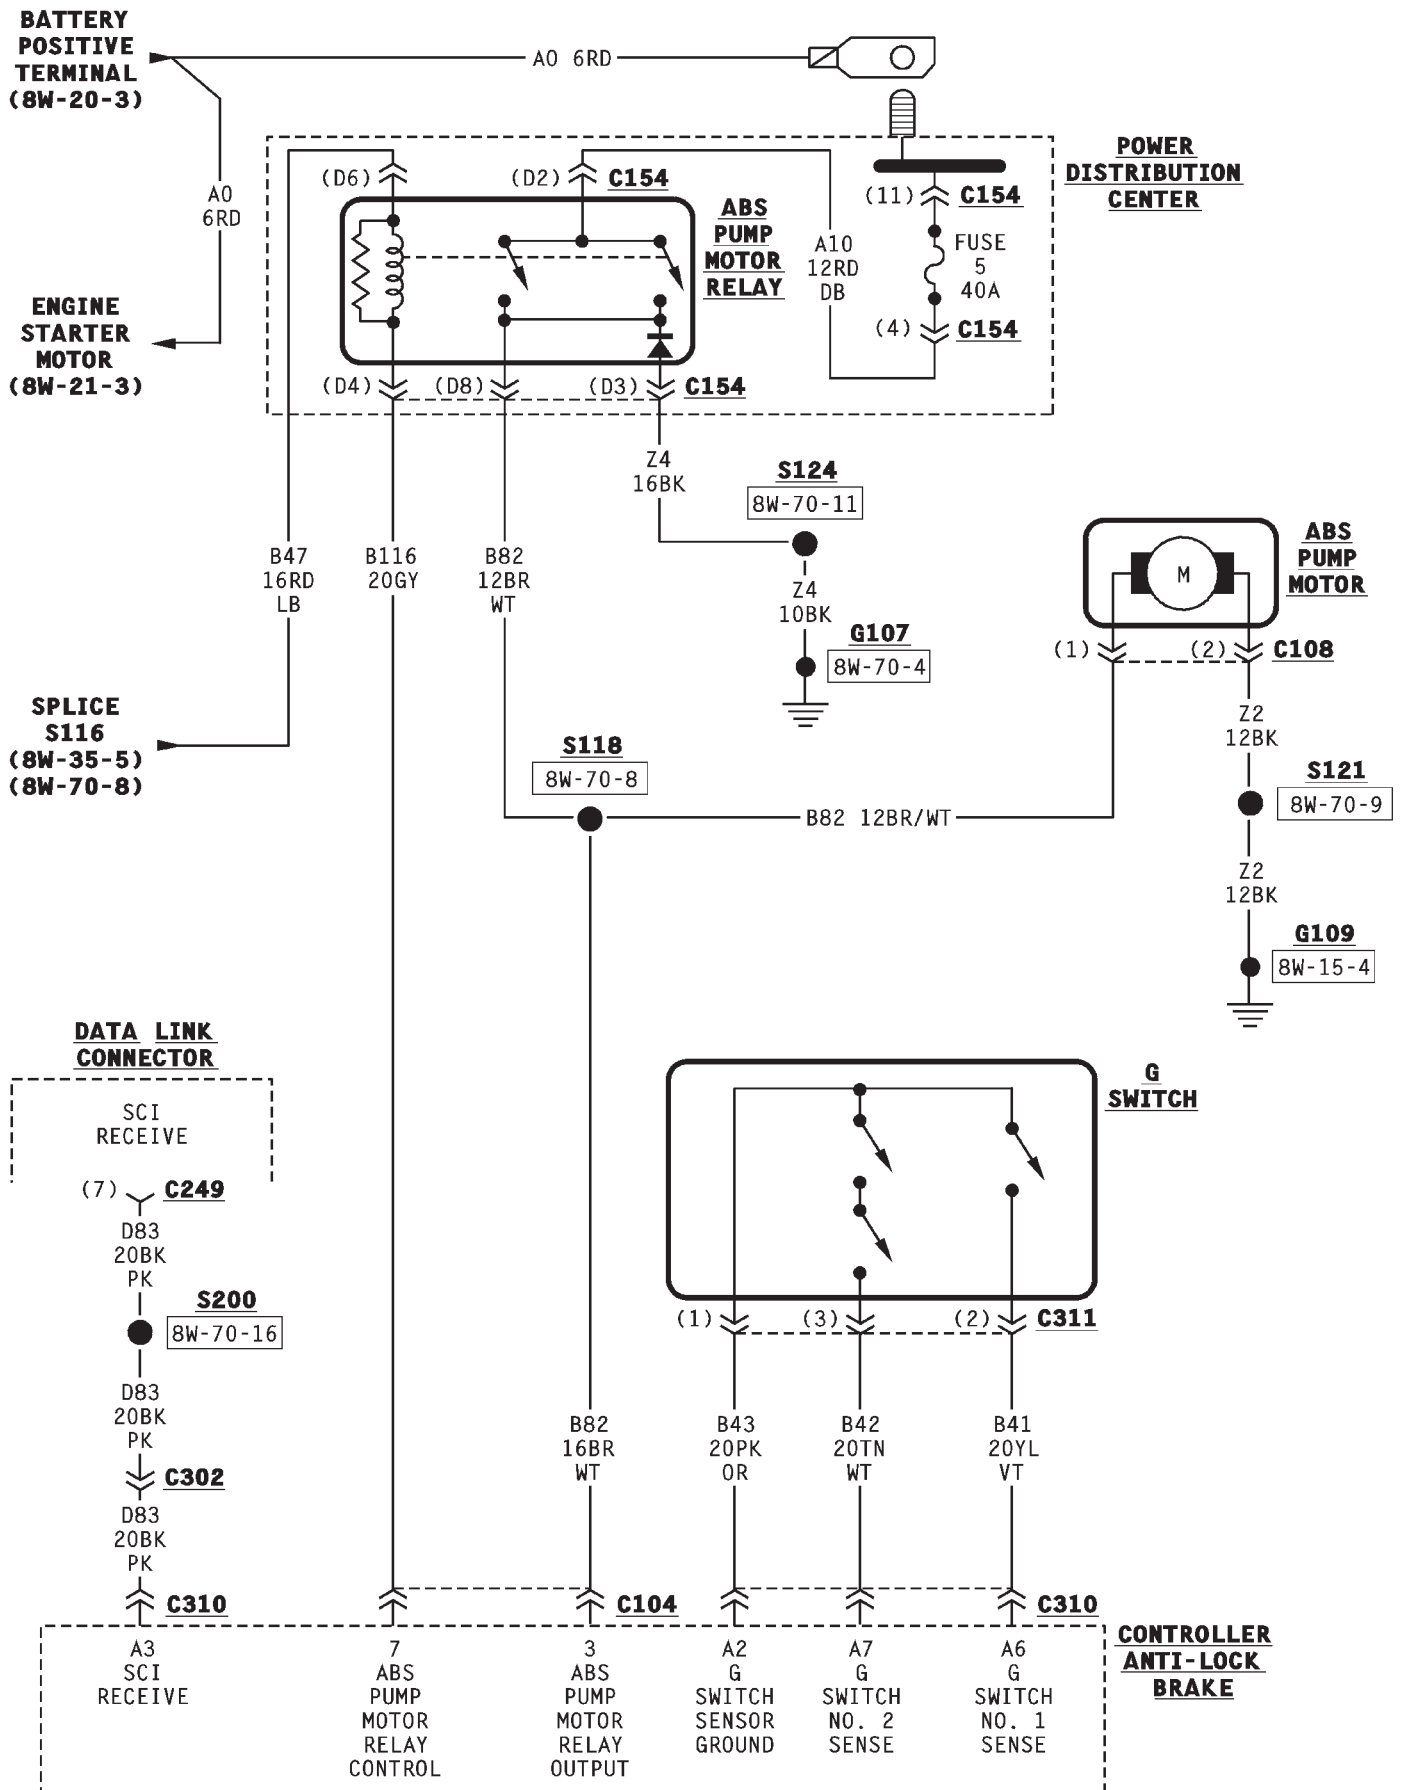 BATTERY
POSITIVE
TERMINAL
(8W-20-3)
A0 6RD
A0
6RD
ENGINE
STARTER
MOTOR
(8W-21-3)
POWER
DISTRIBUTION
CENTER
(D6)
(D2)
C154
(11)
C154
ABS
PUMP
MOTOR
RELAY
A10
12RD
DB
FUSE
5
40A
(4)
C154
(D4)
(D8)
(D3)
C154
Z4
16BK
S124
8W-70-11
Z4
10BK
G107
8W-70-4
B47
16RD
LB
B116
20GY
B82
12BR
WT
ABS
PUMP
MOTOR
M
(1)
(2)
C108
Z2
12BK
S121
8W-70-9
Z2
12BK
G109
8W-15-4
SPLICE
S116
(8W-35-5)
(8W-70-8)
S118
8W-70-8
B82 12BR/WT
DATA LINK
CONNECTOR
SCI
RECEIVE
(7)
C249
D83
20BK
PK
S200
8W-70-16
D83
20BK
PK
C302
D83
20BK
PK
C310
G
SWITCH
(1)
(3)
(2)
C311
B82
16BR
WT
B43
20PK
OR
B42
20TN
WT
B41
20YL
VT
C104
C310
CONTROLLER
ANTI-LOCK
BRAKE
A3
SCI
RECEIVE
7
ABS
PUMP
MOTOR
RELAY
CONTROL
3
ABS
PUMP
MOTOR
RELAY
OUTPUT
A2
G
SWITCH
SENSOR
GROUND
A7
G
SWITCH
NO. 2
SENSE
A6
G
SWITCH
NO. 1
SENSE